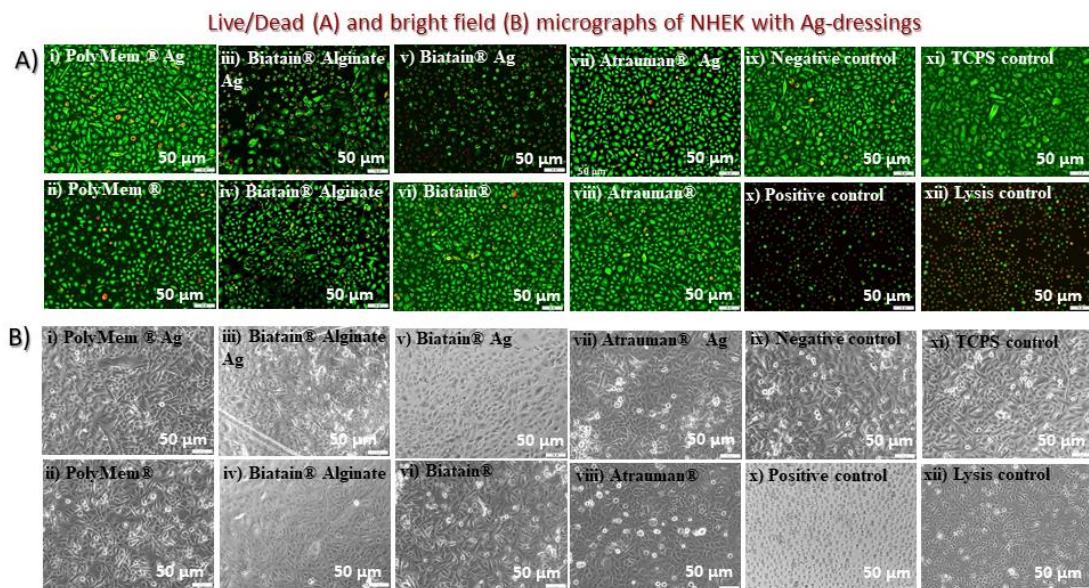 Live/Dead (A) and bright field (B) micrographs of NHEK with Ag-dressings
A)
i) PolyMem ® Ag
50 µm
iii) Biatain® Alginate
Ag
50 µm
v) Biatain® Ag
50 µm
vii) Atrauman® Ag
50 µm
50 µm
ix) Negative control
50 µm
xi) TCPS control
50 µm
ii) PolyMem ®
50 µm
iv) Biatain® Alginate
50 µm
vi) Biatain®
50 µm
viii) Atrauman®
50 µm
x) Positive control
50 µm
xii) Lysis control
50 µm
B)
i) PolyMem ® Ag
50 µm
iii) Biatain® Alginate
Ag
50 µm
v) Biatain® Ag
50 µm
vii) Atrauman® Ag
50 µm
ix) Negative control
50 µm
xi) TCPS control
50 µm
ii) PolyMem®
50 µm
iv) Biatain® Alginate
50 µm
vi) Biatain®
50 µm
viii) Atrauman®
50 µm
x) Positive control
50 µm
xii) Lysis control
50 µm